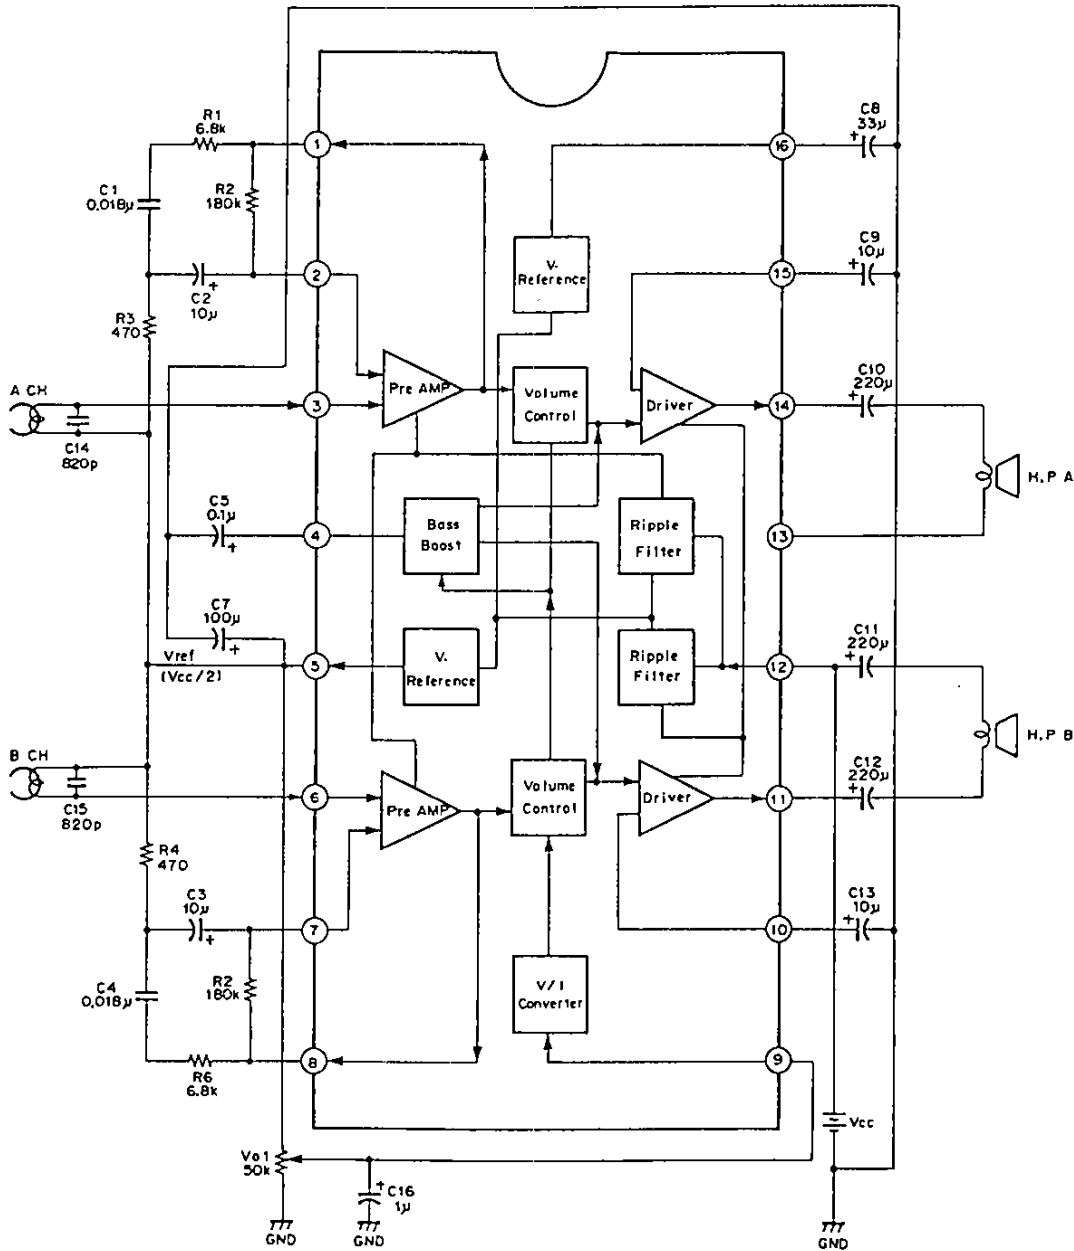 C8
33μ
R1
6.8k
1
16
C1
0.018μ
R2
180k
C9
10μ
V.
Reference
2
15
C2
10μ
R3
470
C10
220μ
A CH
Pre AMP
Volume
Control
Driver
3
14
C14
820p
H.P A
C5
0.1μ
4
Bass
Boost
Ripple
Filter
13
C7
100μ
C11
220μ
Vref
(Vcc/2)
5
V.
Reference
Ripple
Filter
12
H.P B
B CH
C12
220μ
C15
820p
6
Pre AMP
Volume
Control
Driver
11
R4
470
C3
10μ
C13
10μ
7
10
C4
0.018μ
R2
180k
V/I
Converter
8
9
R6
6.8k
Vcc
Vol
50k
C16
1μ
GND
GND
GND